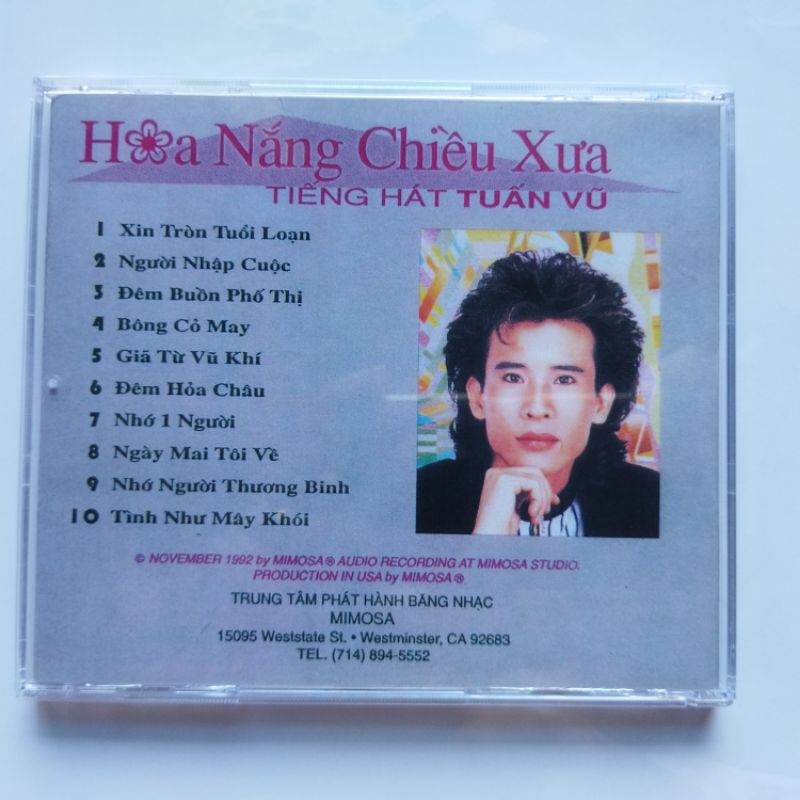 Hoa Nắng Chiều Xưa
TIẾNG HÁT TUẤN VŨ
1 Xin Tròn Tuổi Loạn
2 Người Nhập Cuộc
3 Đêm Buồn Phố Thị
4 Bông Cỏ May
5 Giã Từ Vũ Khí
6 Đêm Hỏa Châu
7 Nhớ 1 Người
8 Ngày Mai Tôi Về
9 Nhớ Người Thương Binh
10 Tình Như Mây Khói
© NOVEMBER 1992 by MIMOSA® AUDIO RECORDING AT MIMOSA STUDIO.
PRODUCTION IN USA by MIMOSA ®
TRUNG TÂM PHÁT HÀNH BĂNG NHẠC
MIMOSA
15095 Weststate St. • Westminster, CA 92683
TEL. (714) 894-5552